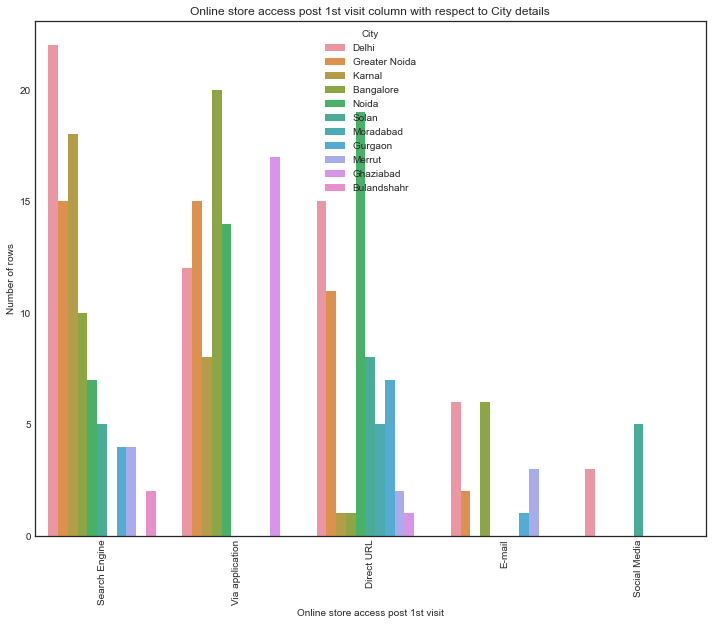 Online store access post 1st visit column with respect to City details
City
Delhi
Greater Noida
Karnal
Bangalore
Noida
Solan
Moradabad
Gurgaon
Merrut
Ghaziabad
Bulandshahr
Number of rows
20
15
10
5
0
Search Engine
Via application
Direct URL
E-mail
Social Media
Online store access post 1st visit